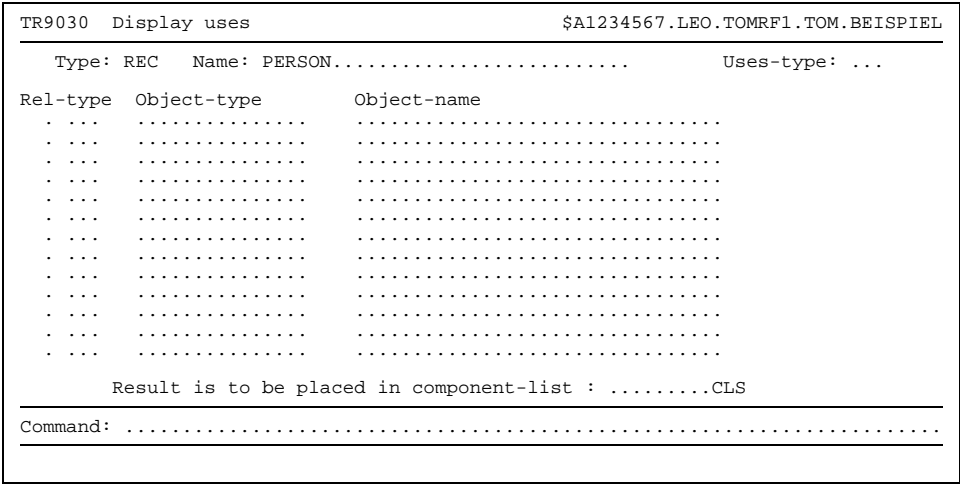 TR9030  Display uses                           $A1234567.LEO.TOMRF1.TOM.BEISPIEL
   Type: REC   Name: PERSON..........................        Uses-type: ...
Rel-type  Object-type        Object-name
  . ...   ...............    ................................
  . ...   ...............    ................................
  . ...   ...............    ................................
  . ...   ...............    ................................
  . ...   ...............    ................................
  . ...   ...............    ................................
  . ...   ...............    ................................
  . ...   ...............    ................................
  . ...   ...............    ................................
  . ...   ...............    ................................
  . ...   ...............    ................................
  . ...   ...............    ................................
  . ...   ...............    ................................
        Result is to be placed in component-list : .........CLS
Command: .......................................................................